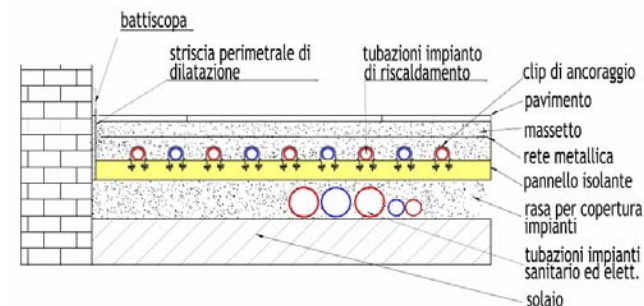 battiscopa
striscia perimetrale di
dilatazione
tubazioni impianto
di riscaldamento
clip di ancoraggio
pavimento
massetto
rete metallica
pannello isolante
rasa per copertura
impianti
tubazioni impianti
sanitario ed elett.
solaio